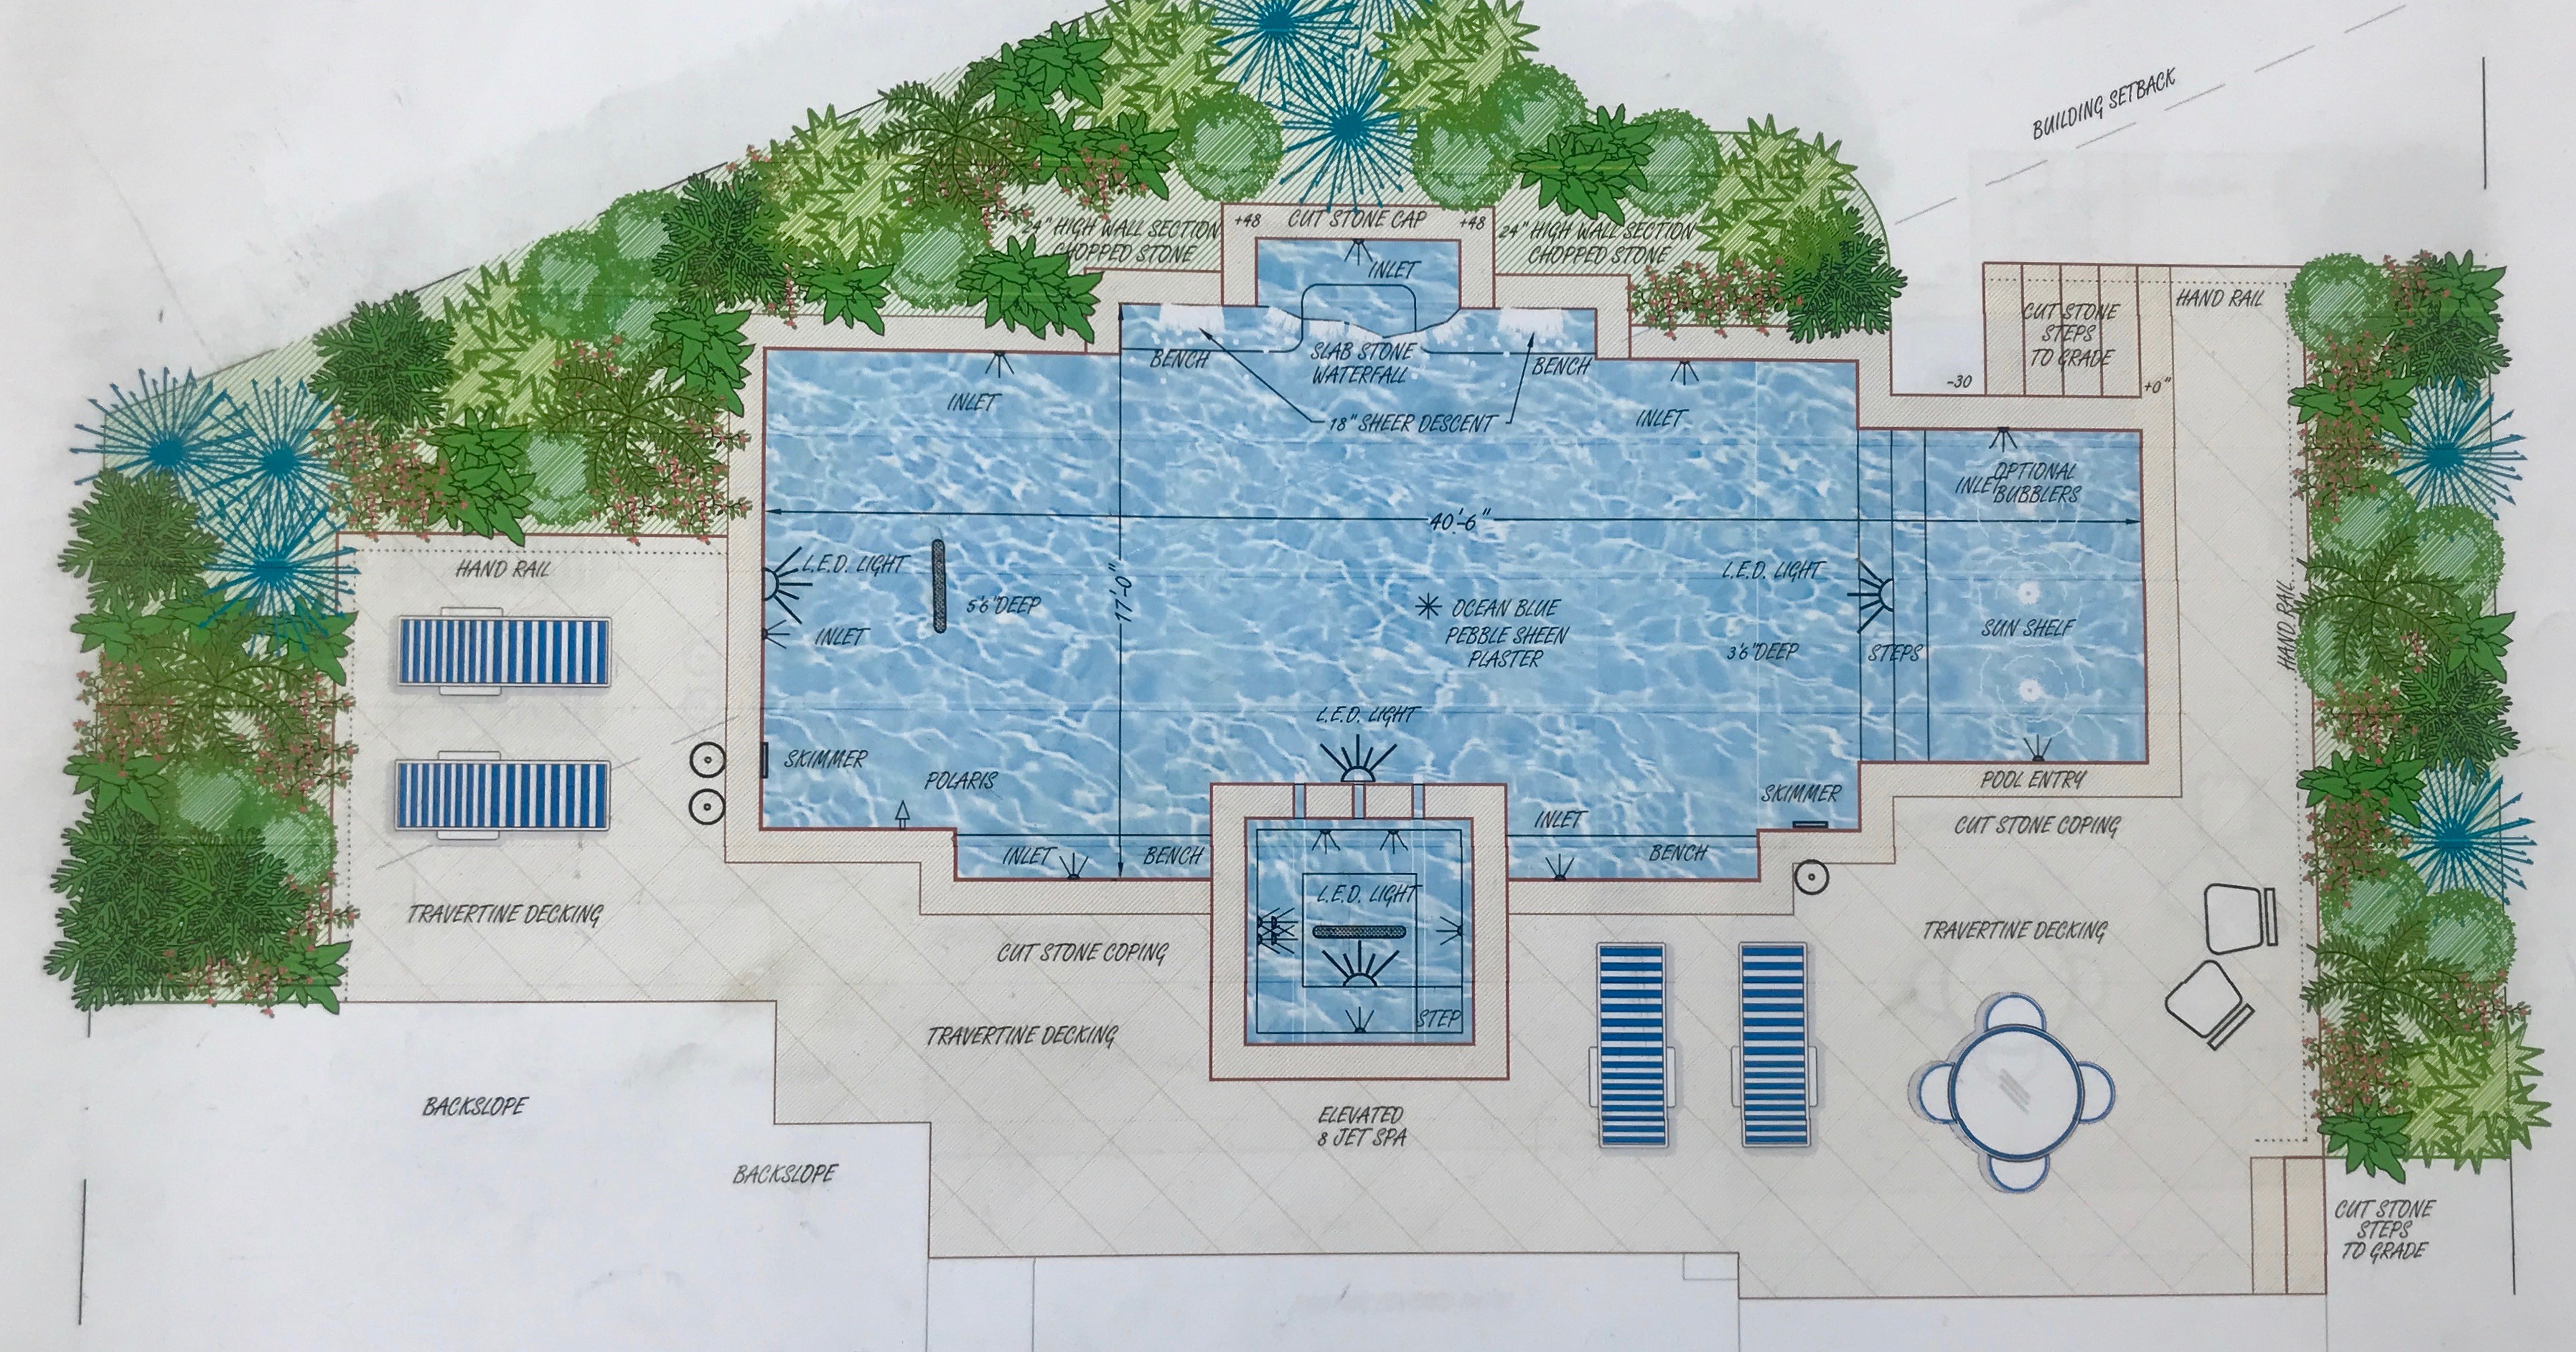 BUILDING SETBACK
+48
CUT STONE CAP
+48
24" HIGH WALL SECTION
CHOPPED STONE
24" HIGH WALL SECTION
CHOPPED STONE
INLET
HAND RAIL
CUT STONE
STEPS
TO GRADE
-30
+0"
BENCH
SLAB STONE
WATERFALL
BENCH
INLET
INLET
18" SHEER DESCENT
OPTIONAL
BUBBLERS
INLET
40'-6"
HAND RAIL
L.E.D. LIGHT
5'6"DEEP
17'-0"
OCEAN BLUE
PEBBLE SHEEN
PLASTER
L.E.D. LIGHT
3'6"DEEP
STEPS
SUN SHELF
HAND RAIL
INLET
L.E.D. LIGHT
SKIMMER
POLARIS
SKIMMER
POOL ENTRY
INLET
CUT STONE COPING
INLET
BENCH
BENCH
L.E.D. LIGHT
TRAVERTINE DECKING
TRAVERTINE DECKING
CUT STONE COPING
STEP
TRAVERTINE DECKING
BACKSLOPE
ELEVATED
8 JET SPA
BACKSLOPE
CUT STONE
STEPS
TO GRADE